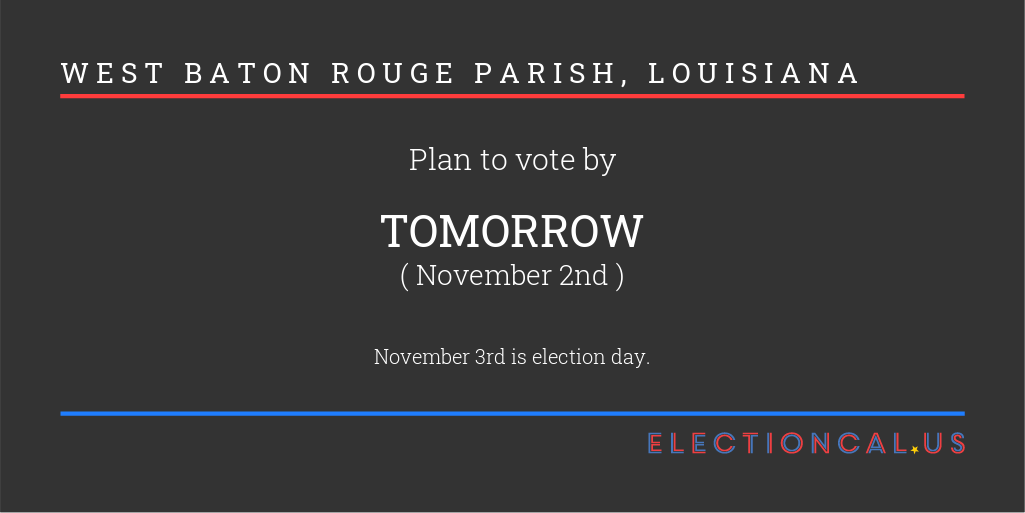 WEST BATON ROUGE PARISH, LOUISIANA
Plan to vote by
TOMORROW
( November 2nd )
November 3rd is election day.
ELECTIONCAL.US